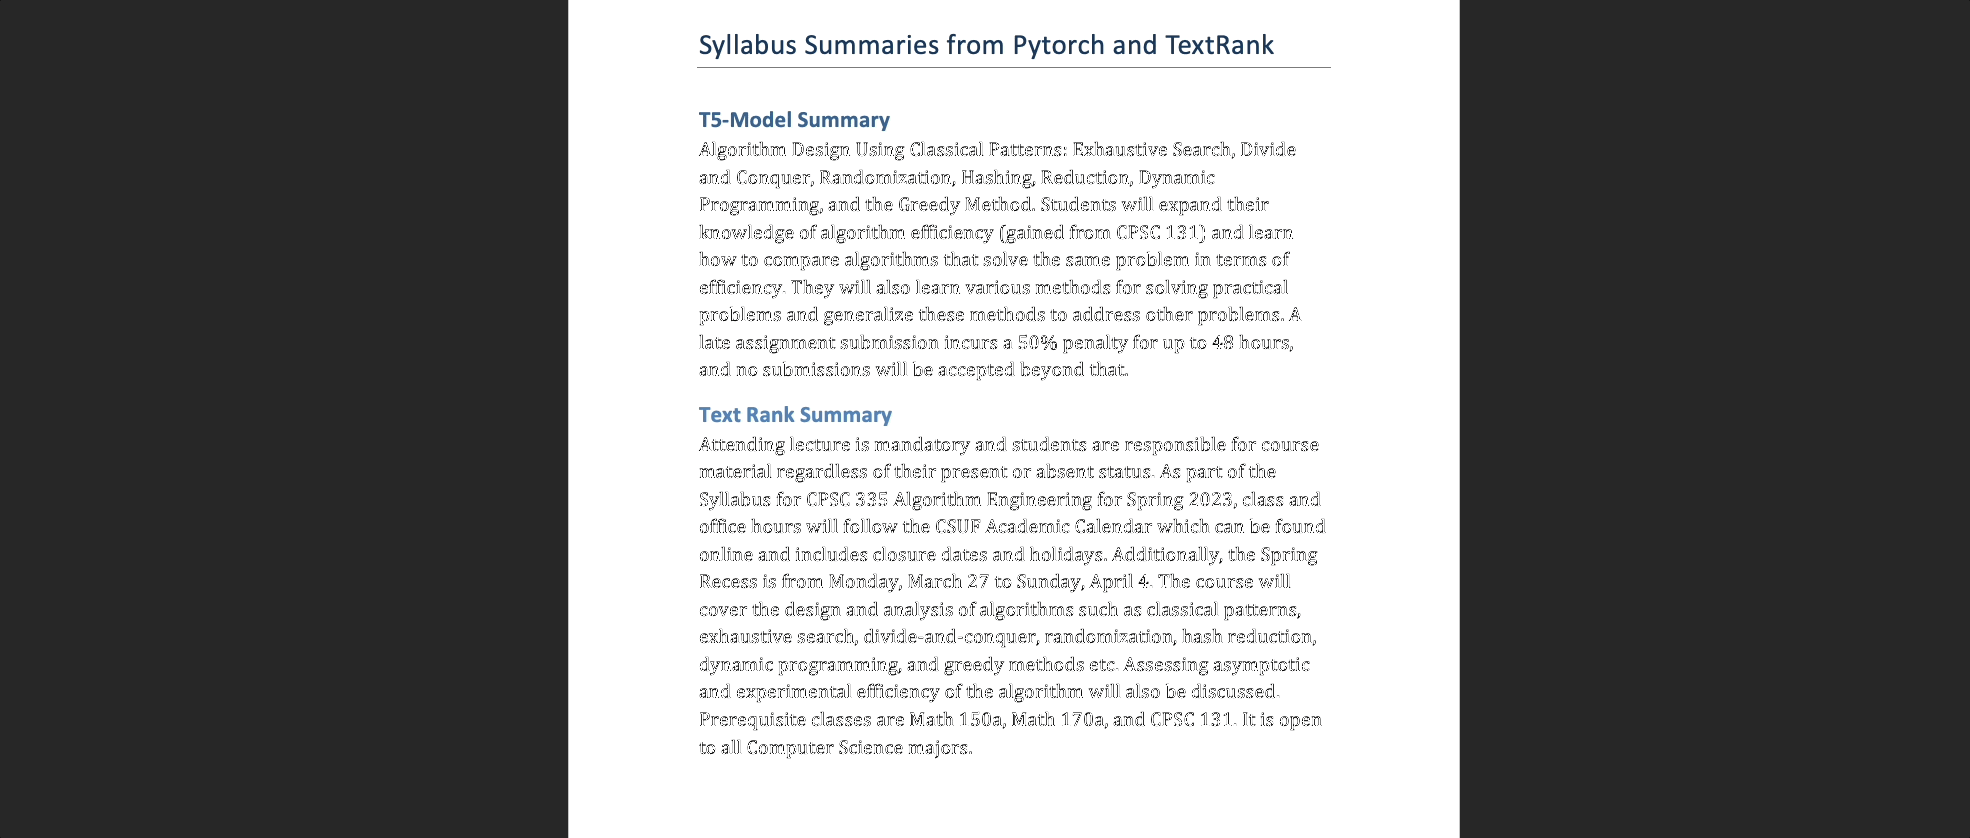 Syllabus Summaries from Pytorch and TextRank
T5-Model Summary
Algorithm Design Using Classical Patterns: Exhaustive Search, Divide
and Conquer, Randomization, Hashing, Reduction, Dynamic
Programming, and the Greedy Method. Students will expand their
knowledge of algorithm efficiency (gained from CPSC 131) and learn
how to compare algorithms that solve the same problem in terms of
efficiency. They will also learn various methods for solving practical
problems and generalize these methods to address other problems. A
late assignment submission incurs a 50% penalty for up to 48 hours,
and no submissions will be accepted beyond that.
Text Rank Summary
Attending lecture is mandatory and students are responsible for course
material regardless of their present or absent status. As part of the
Syllabus for CPSC 335 Algorithm Engineering for Spring 2023, class and
office hours will follow the CSUF Academic Calendar which can be found
online and includes closure dates and holidays. Additionally, the Spring
Recess is from Monday, March 27 to Sunday, April 4. The course will
cover the design and analysis of algorithms such as classical patterns,
exhaustive search, divide-and-conquer, randomization, hash reduction,
dynamic programming, and greedy methods etc. Assessing asymptotic
and experimental efficiency of the algorithm will also be discussed.
Prerequisite classes are Math 150a, Math 170a, and CPSC 131. It is open
to all Computer Science majors.